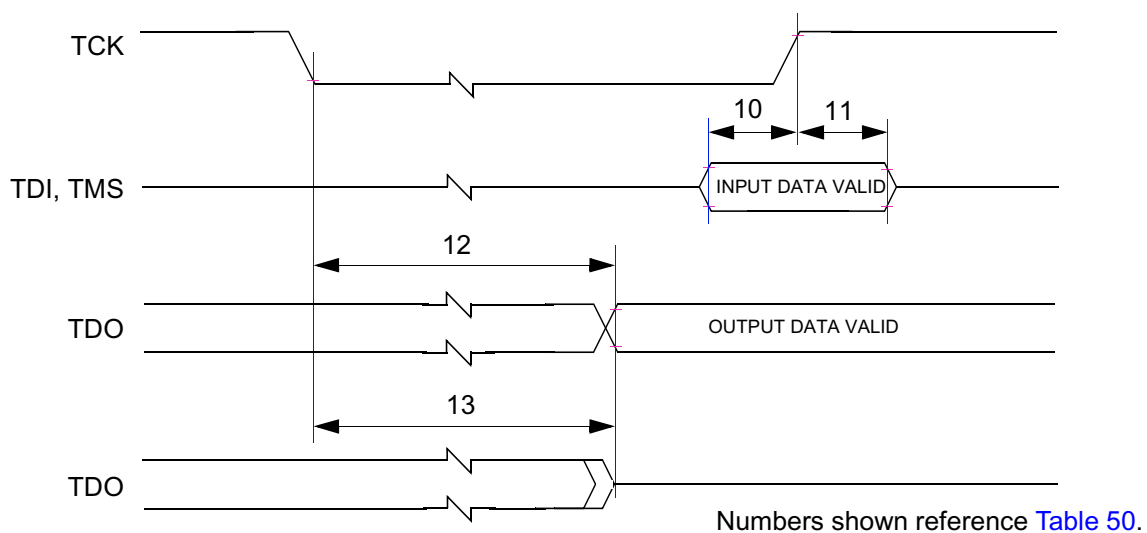 TCK
10
11
TDI, TMS
INPUT DATA VALID
12
TDO
OUTPUT DATA VALID
13
TDO
Numbers shown reference Table 50.